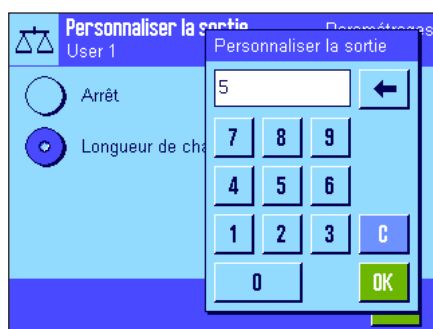 Personnaliser la sortie
Paramétrages
User 1
Arrêt
Longueur de cha
Personnaliser la sortie
5
7 8 9
4 5 6
1 2 3 C
0 OK